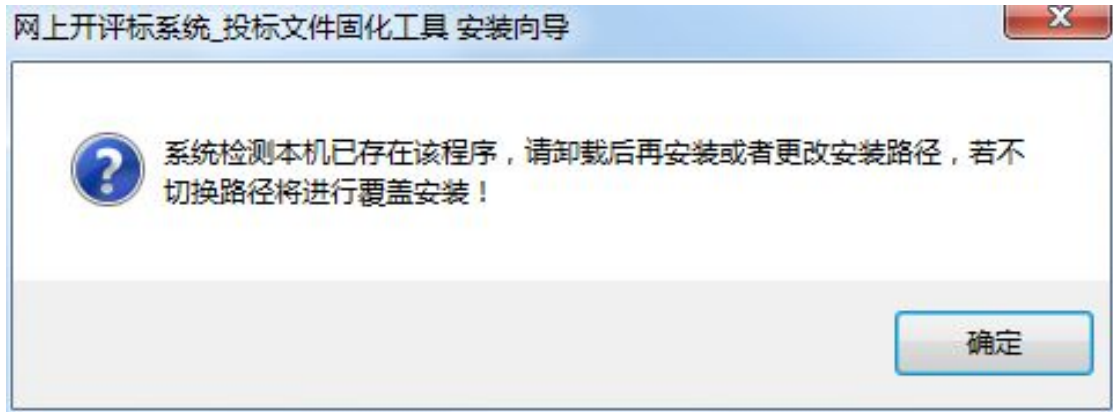 网上开评标系统_投标文件固化工具 安装向导
系统检测本机已存在该程序，请卸载后再安装或者更改安装路径，若不
切换路径将进行覆盖安装！
确定